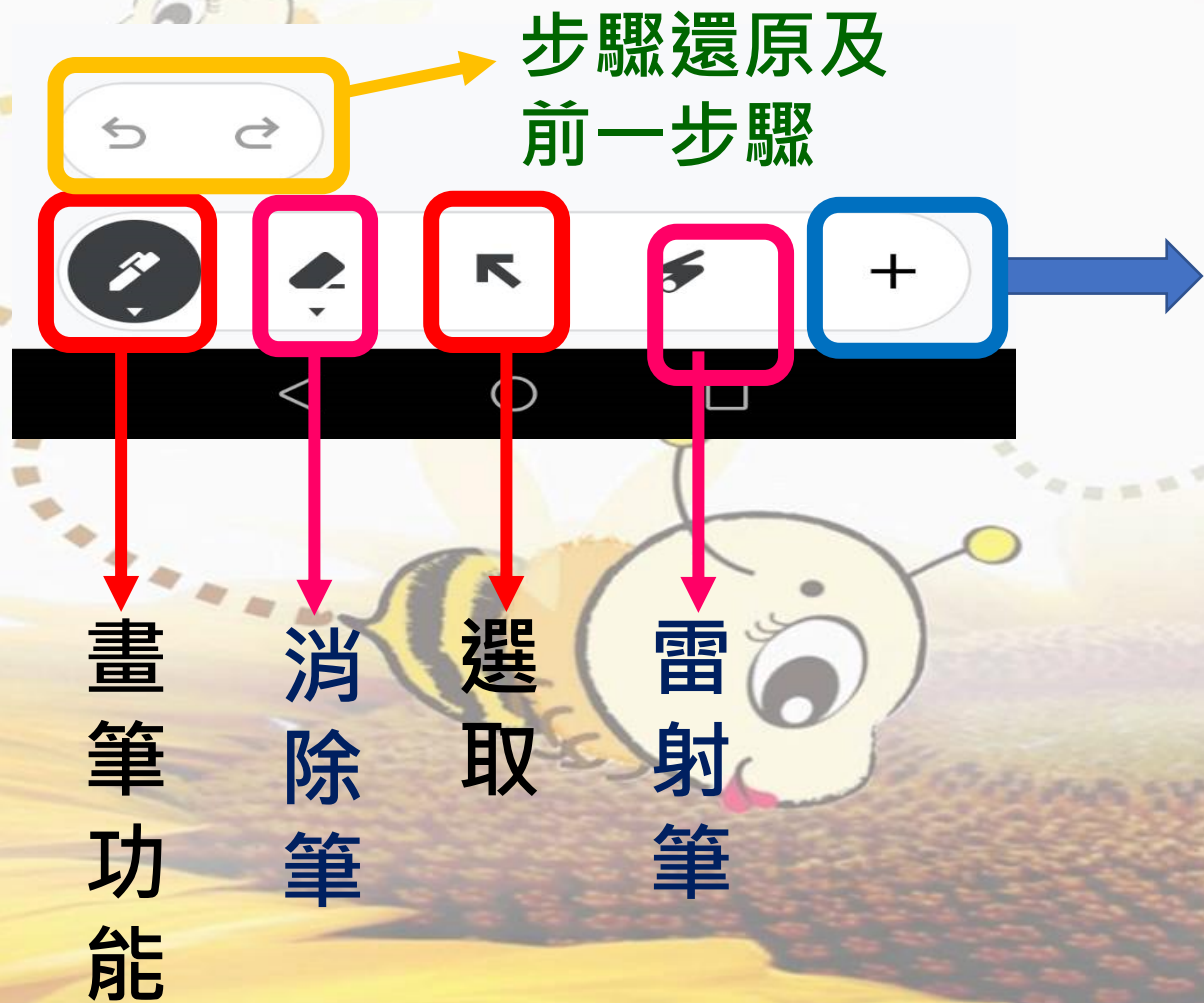 步驟還原及
前一步驟
畫筆功能
消除筆
選取
雷射筆